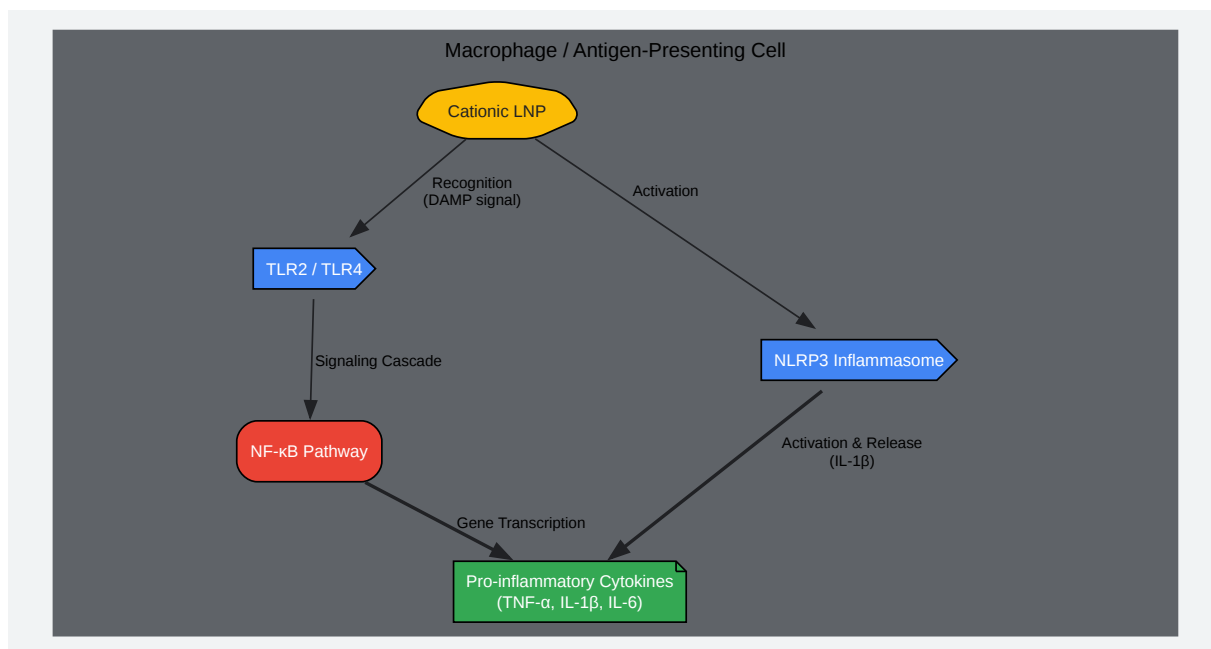 Macrophage / Antigen-Presenting Cell
Cationic LNP
Recognition
(DAMP signal)
Activation
TLR2 / TLR4
Signaling Cascade
NLRP3 Inflammasome
NF-κB Pathway
Activation & Release
(IL-1β)
Gene Transcription
Pro-inflammatory Cytokines
(TNF-α, IL-1β, IL-6)